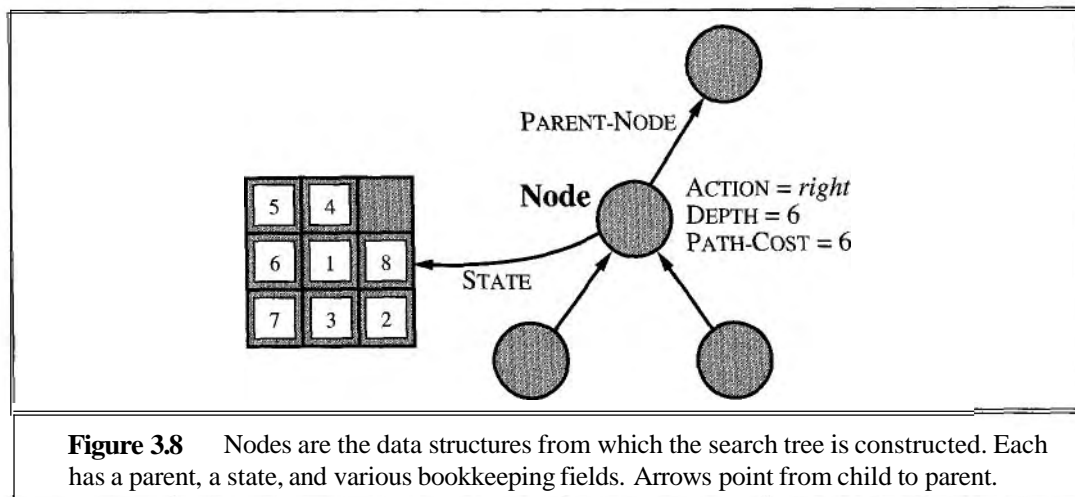 PARENT-NODE
Node
ACTION = right
DEPTH = 6
PATH-COST = 6
5 4
6 1 8
7 3 2
STATE
Figure 3.8 Nodes are the data structures from which the search tree is constructed. Each
has a parent, a state, and various bookkeeping fields. Arrows point from child to parent.